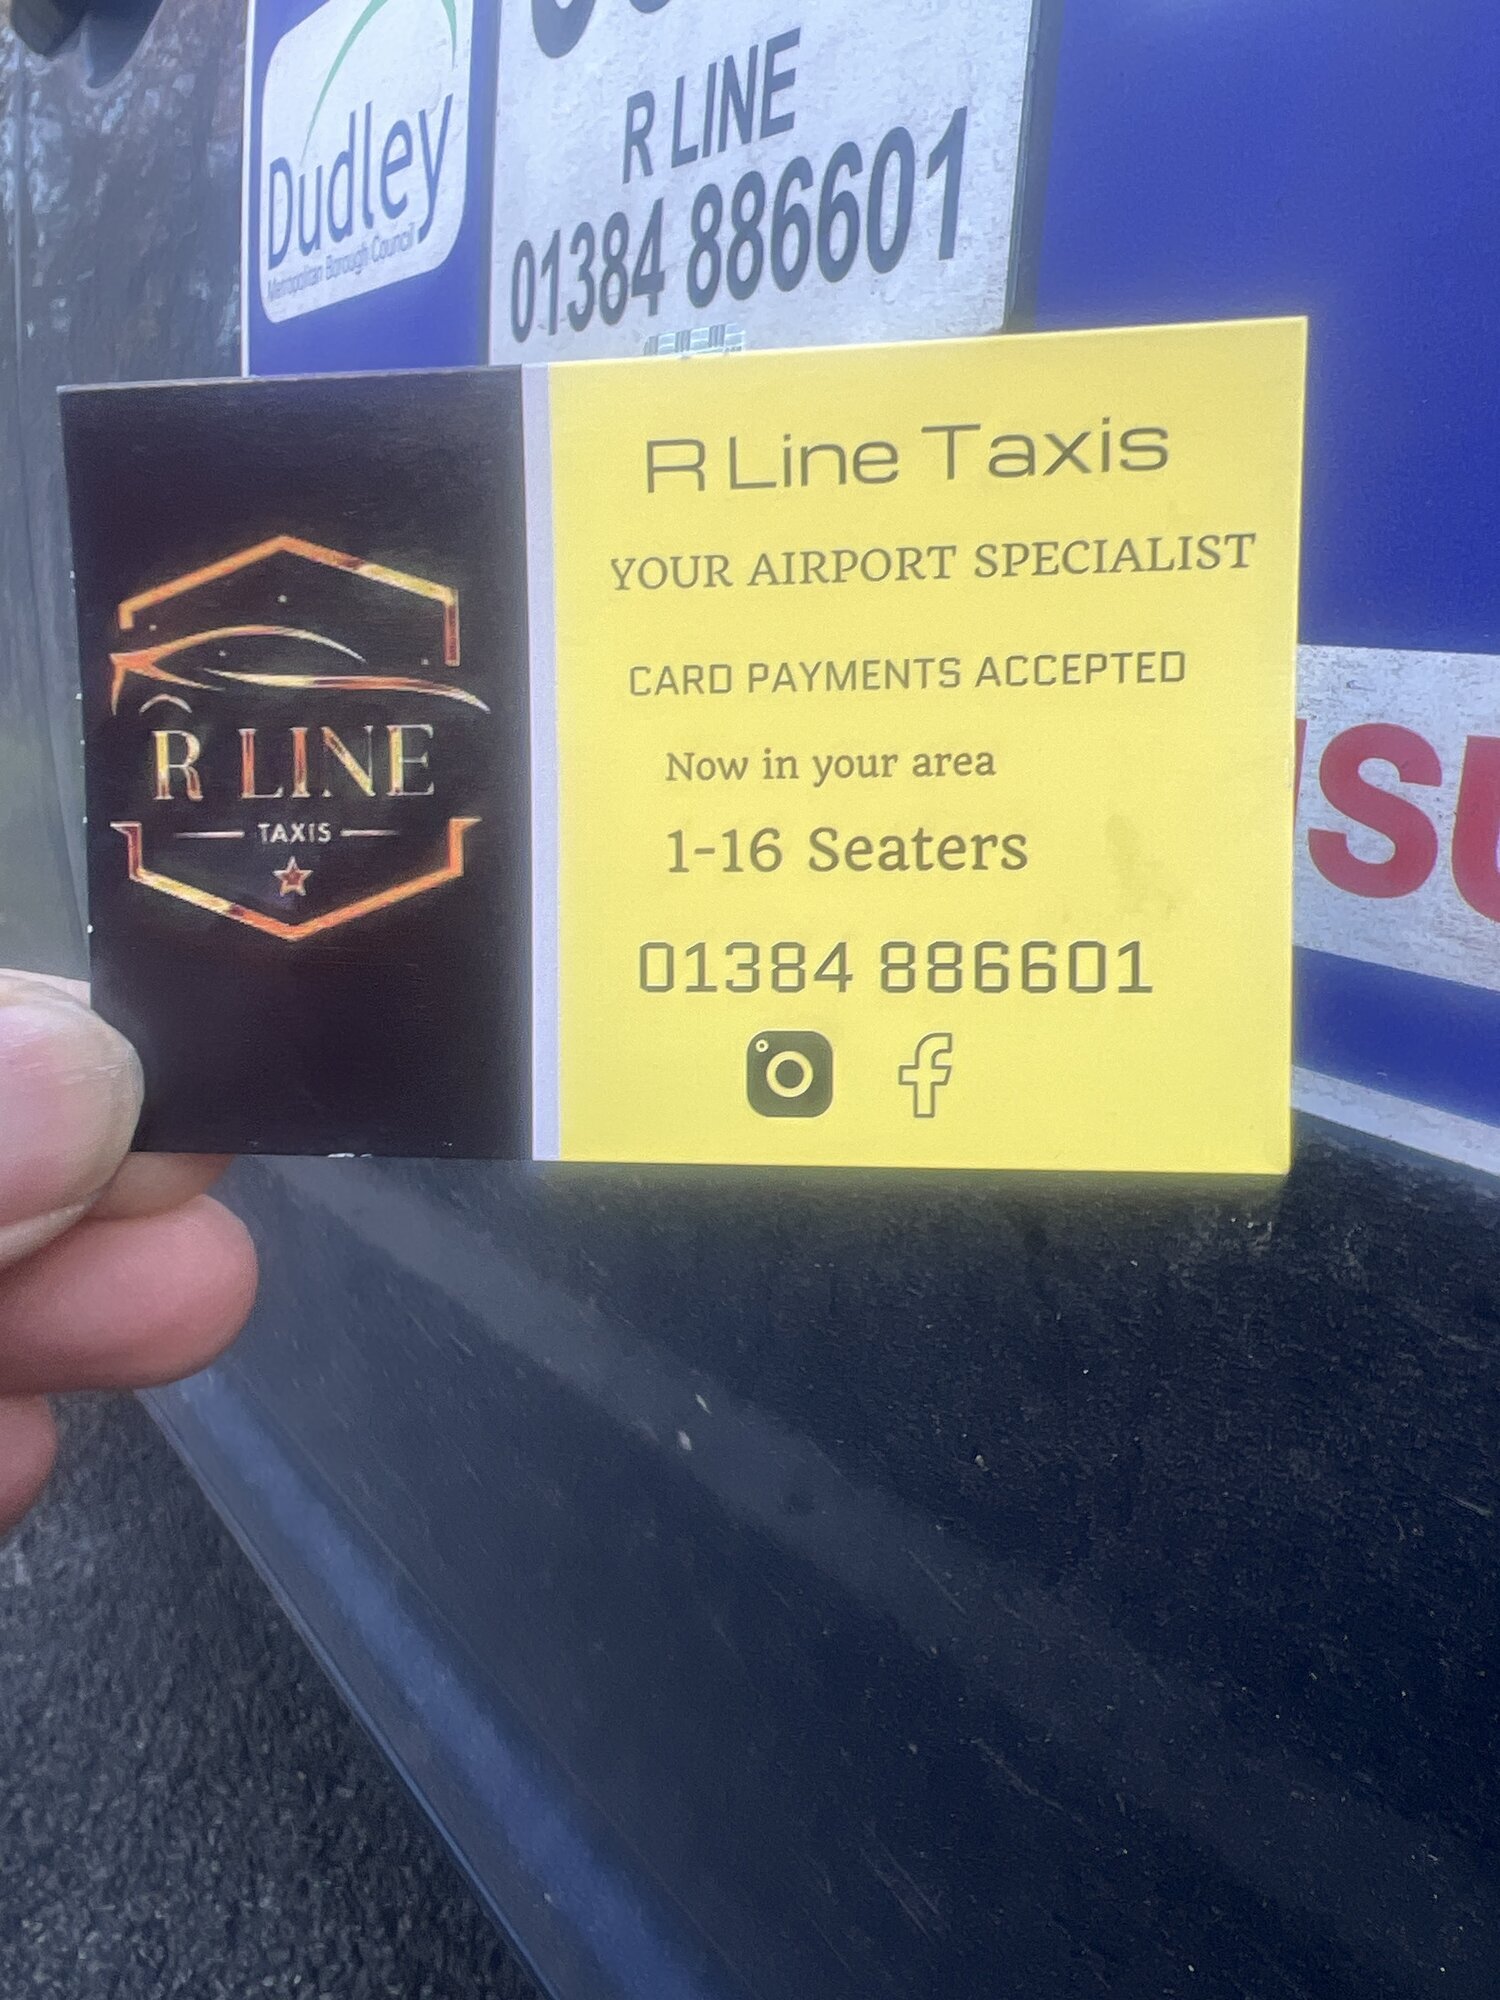 Dudley
Metropolitan Borough Council
R LINE
01384 886601
R LINE
TAXIS
R Line Taxis
YOUR AIRPORT SPECIALIST
CARD PAYMENTS ACCEPTED
Now in your area
1-16 Seaters
01384 886601